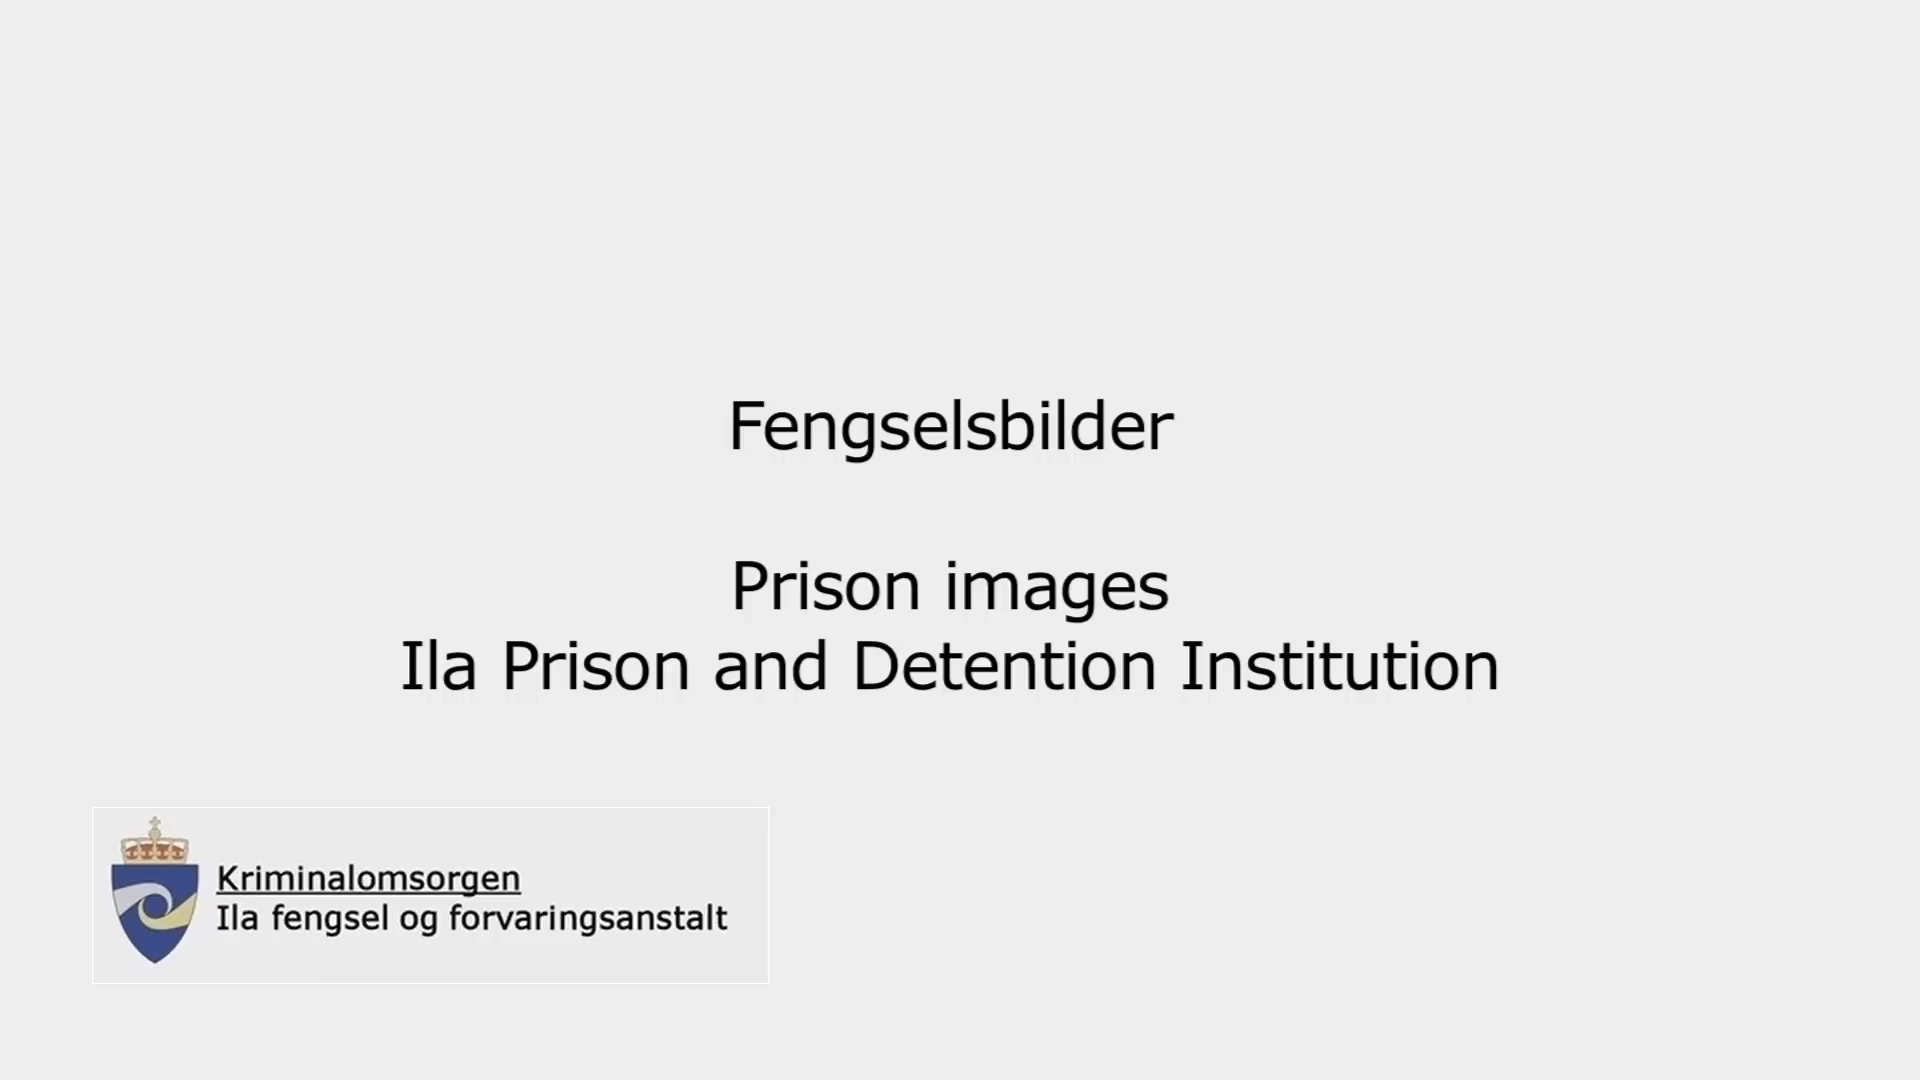 Fengselsbilder
Prison images
Ila Prison and Detention Institution
Kriminalomsorgen
Ila fengsel og forvaringsanstalt